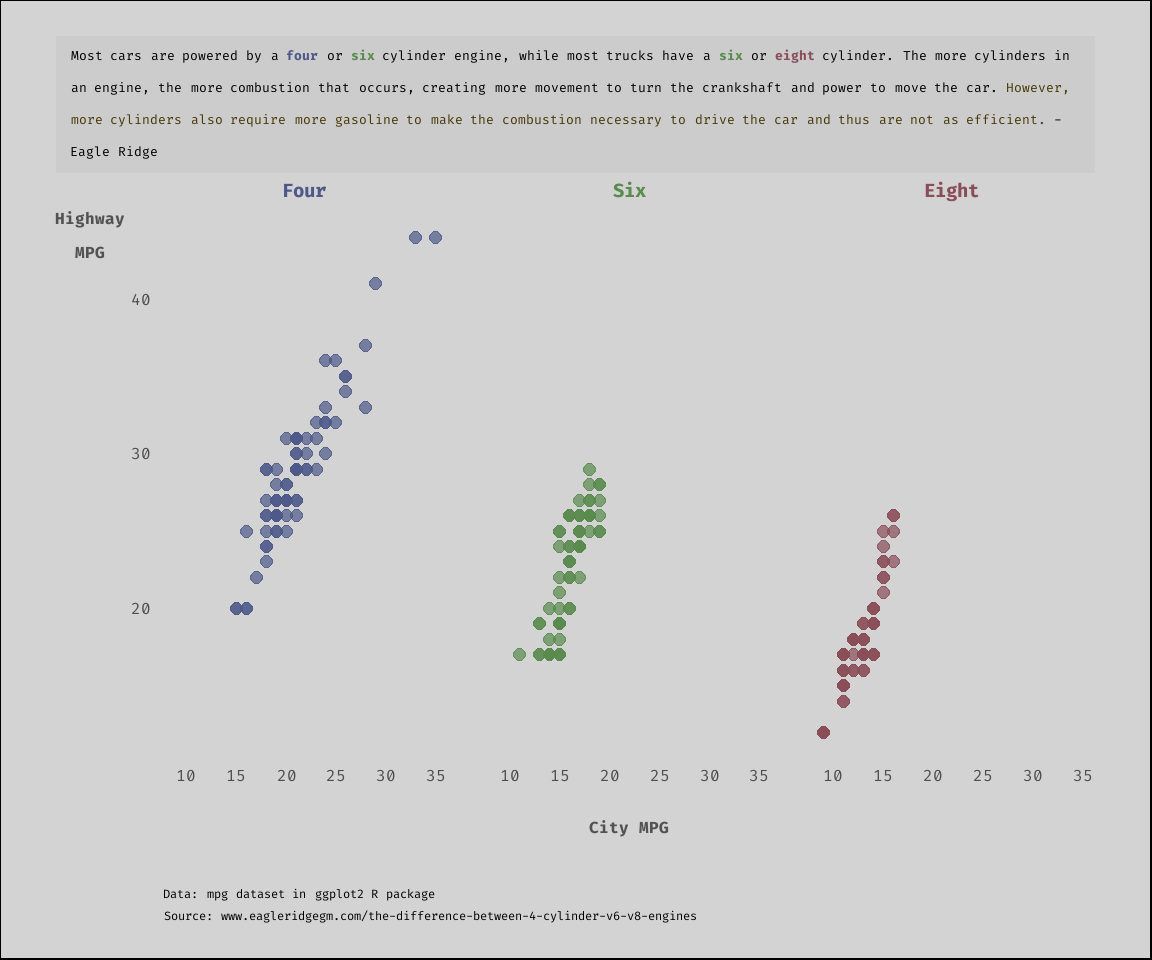 Most cars are powered by a four or six cylinder engine, while most trucks have a six or eight cylinder. The more cylinders in
an engine, the more combustion that occurs, creating more movement to turn the crankshaft and power to move the car. However,
more cylinders also require more gasoline to make the combustion necessary to drive the car and thus are not as efficient. -
Eagle Ridge
Four Six Eight
Highway
MPG
40
30
20
10 15 20 25 30 35 10 15 20 25 30 35 10 15 20 25 30 35
City MPG
Data: mpg dataset in ggplot2 R package
Source: www.eagleridgegm.com/the-difference-between-4-cylinder-v6-v8-engines